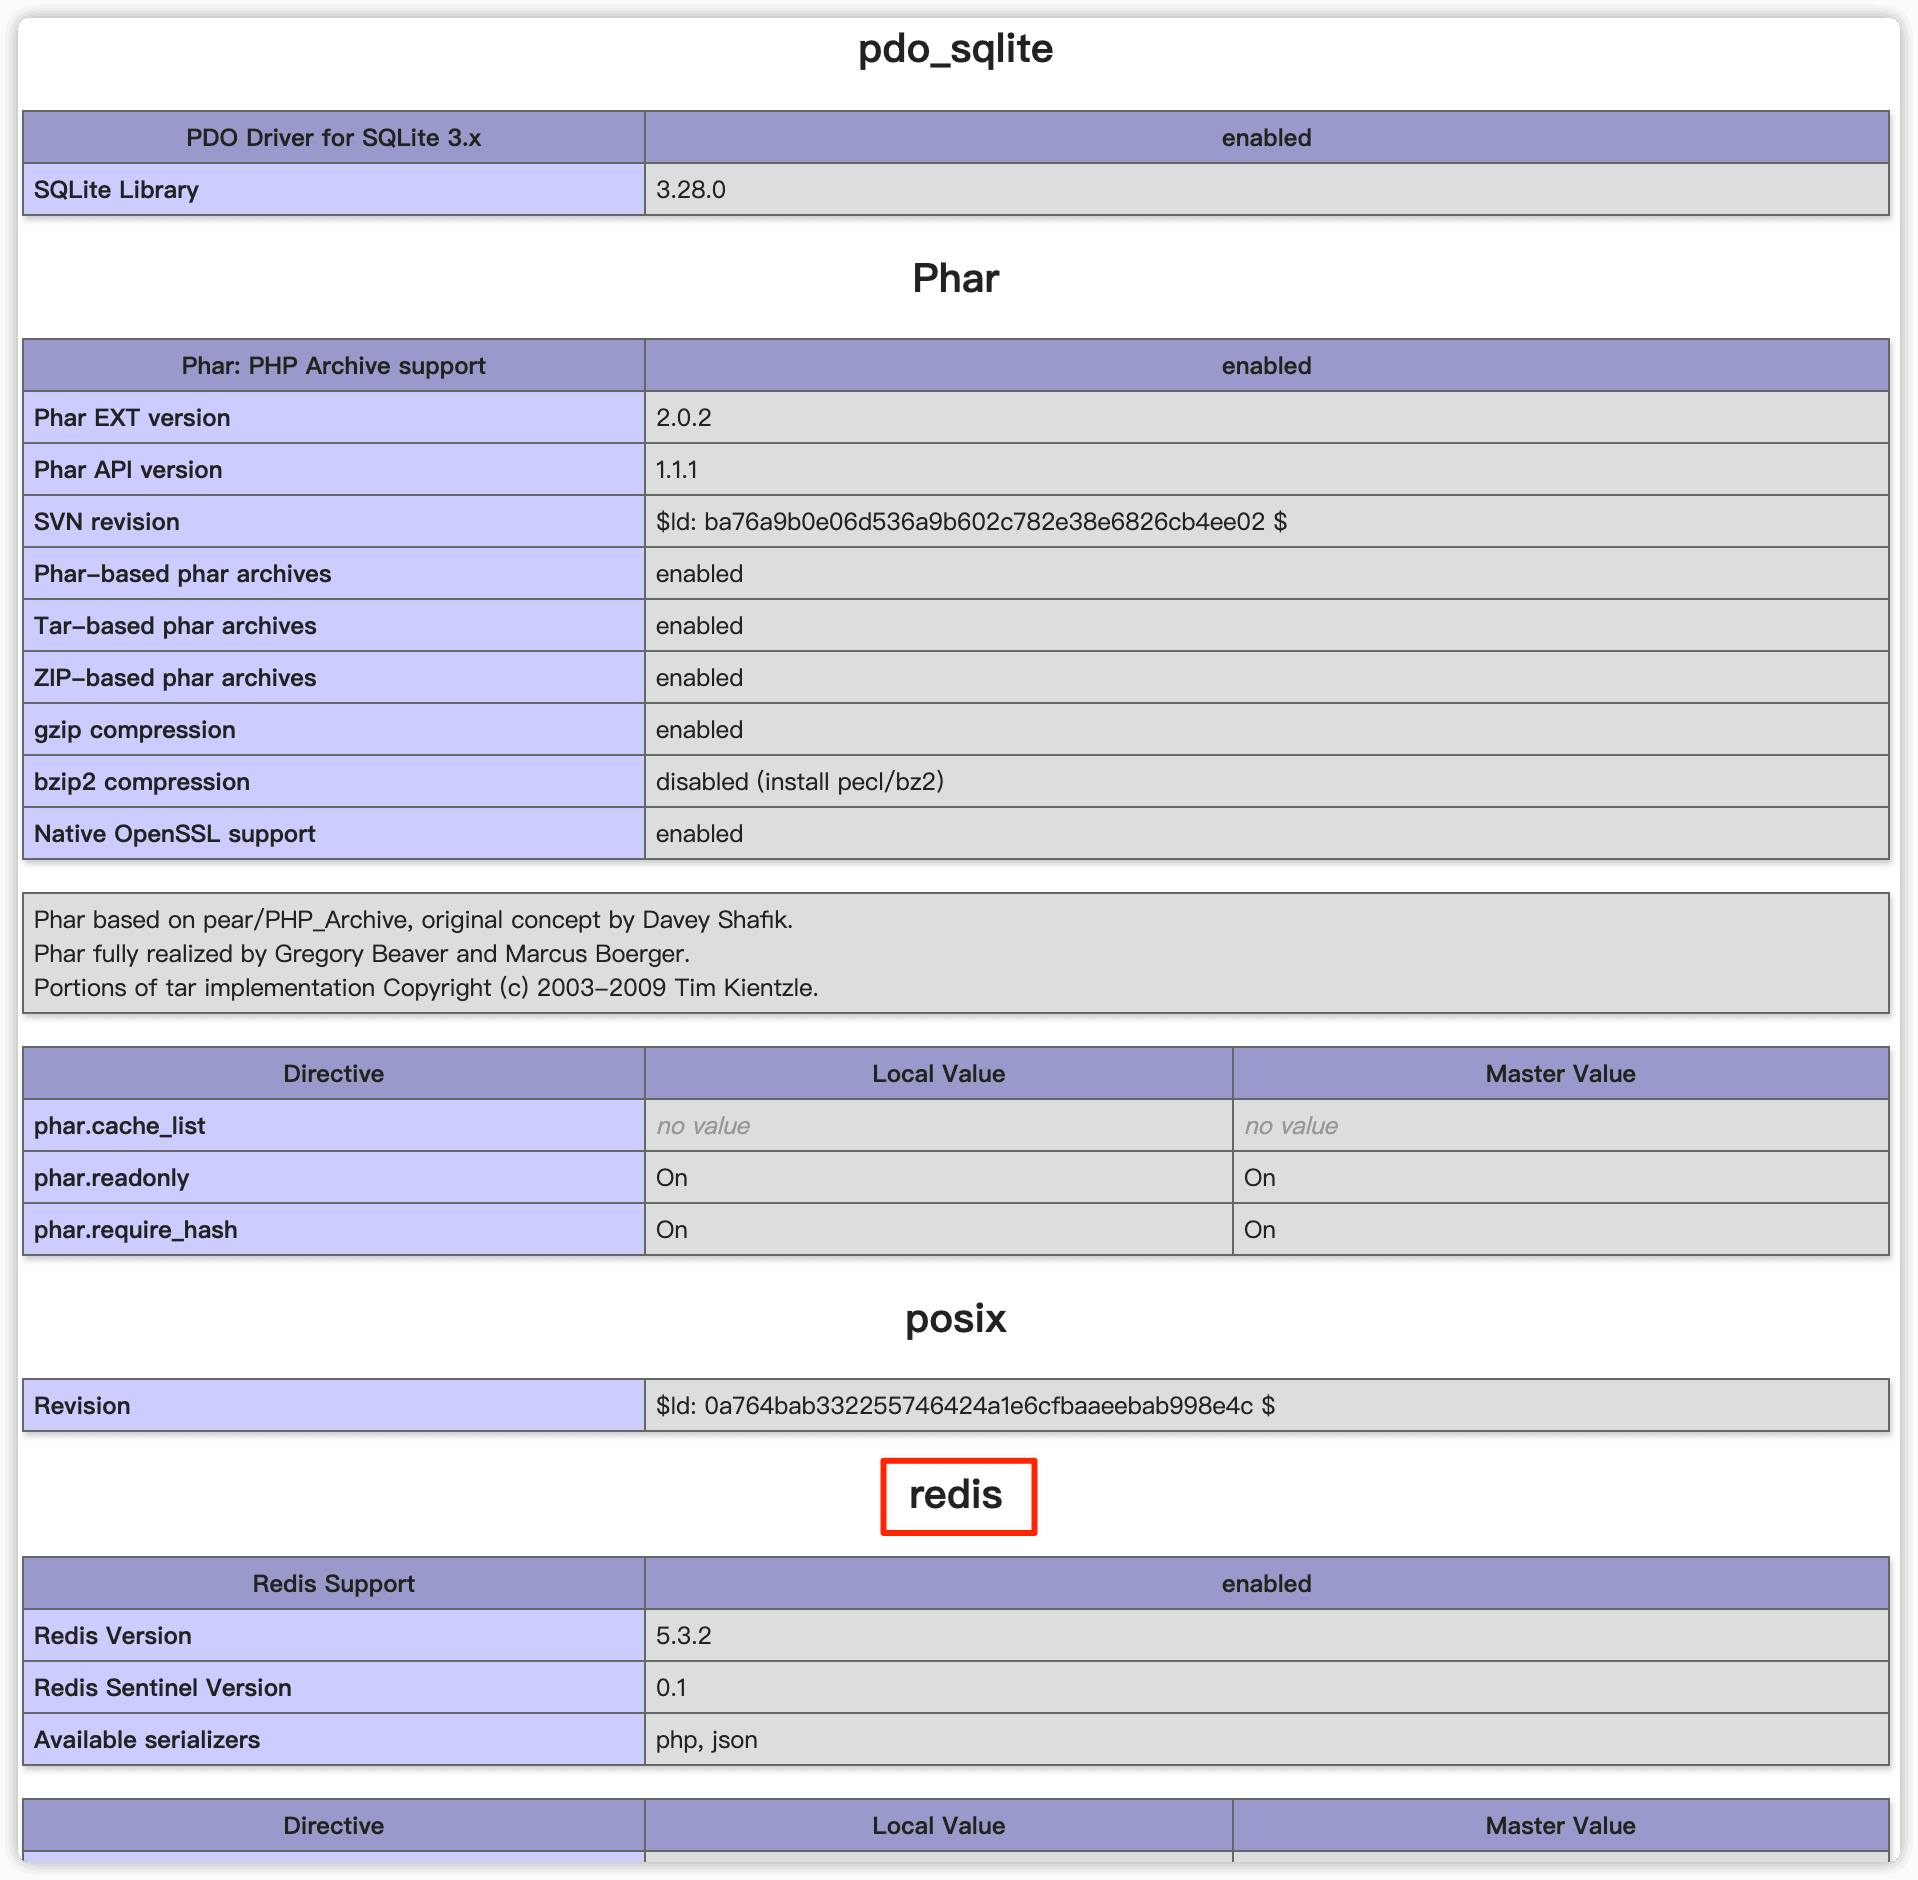 pdo_sqlite
PDO Driver for SQLite 3.x enabled
SQLite Library 3.28.0
Phar
Phar: PHP Archive support enabled
Phar EXT version 2.0.2
Phar API version 1.1.1
SVN revision $Id: ba76a9b0e06d536a9b602c782e38e6826cb4ee02 $
Phar-based phar archives enabled
Tar-based phar archives enabled
ZIP-based phar archives enabled
gzip compression enabled
bzip2 compression disabled (install pecl/bz2)
Native OpenSSL support enabled
Phar based on pear/PHP_Archive, original concept by Davey Shafik.
Phar fully realized by Gregory Beaver and Marcus Boerger.
Portions of tar implementation Copyright (c) 2003-2009 Tim Kientzle.
Directive Local Value Master Value
phar.cache_list no value no value
phar.readonly On On
phar.require_hash On On
posix
Revision $Id: 0a764bab332255746424a1e6cfbaaeebab998e4c $
redis
Redis Support enabled
Redis Version 5.3.2
Redis Sentinel Version 0.1
Available serializers php, json
Directive Local Value Master Value